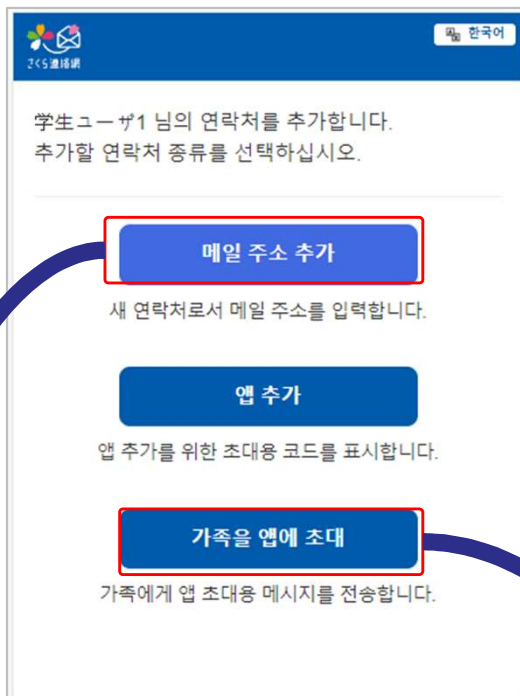 さくら連絡網
한국어
学生ユーザ1 님의 연락처를 추가합니다.
추가할 연락처 종류를 선택하십시오.
메일 주소 추가
새 연락처로서 메일 주소를 입력합니다.
앱 추가
앱 추가를 위한 초대용 코드를 표시합니다.
가족을 앱에 초대
가족에게 앱 초대용 메시지를 전송합니다.